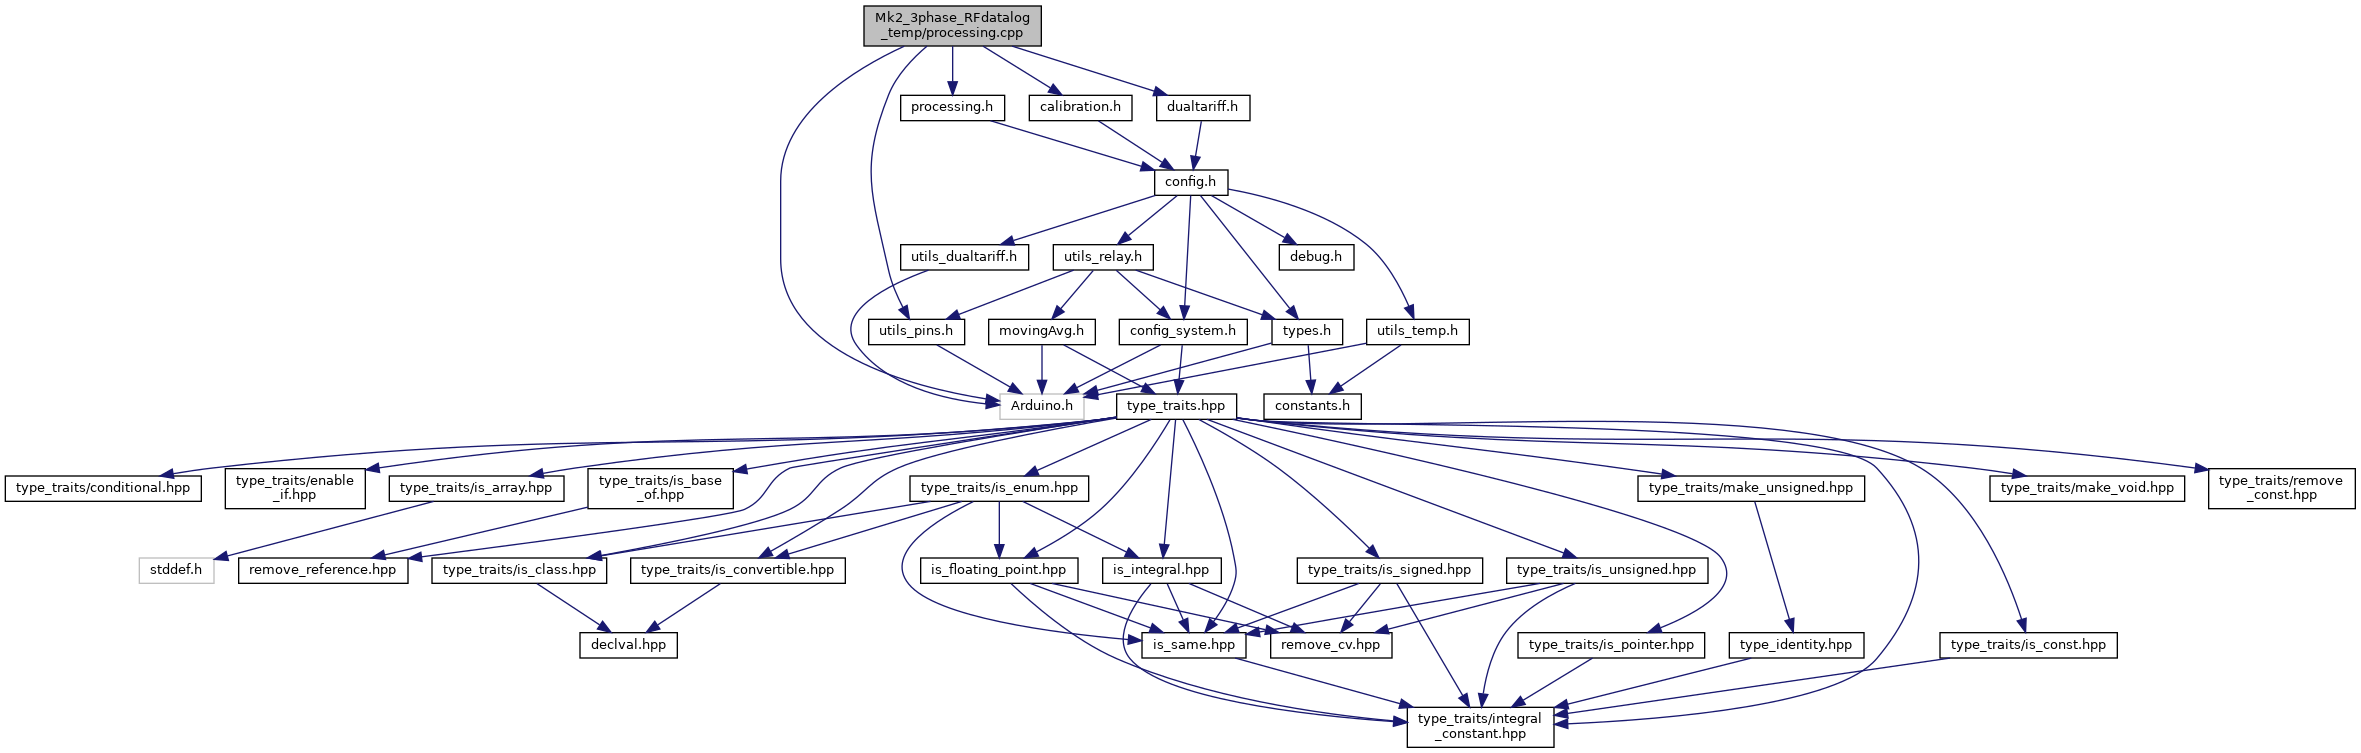 Mk2_3phase_RFdatalog
_temp/processing.cpp
processing.h
calibration.h
dualtariff.h
config.h
utils_dualtariff.h
utils_relay.h
debug.h
utils_pins.h
movingAvg.h
config_system.h
types.h
utils_temp.h
Arduino.h
type_traits.hpp
constants.h
type_traits/conditional.hpp
type_traits/enable
_if.hpp
type_traits/is_array.hpp
type_traits/is_base
_of.hpp
type_traits/is_enum.hpp
type_traits/make_unsigned.hpp
type_traits/make_void.hpp
type_traits/remove
_const.hpp
stddef.h
remove_reference.hpp
type_traits/is_class.hpp
type_traits/is_convertible.hpp
is_floating_point.hpp
is_integral.hpp
type_traits/is_signed.hpp
type_traits/is_unsigned.hpp
declval.hpp
is_same.hpp
remove_cv.hpp
type_traits/is_pointer.hpp
type_identity.hpp
type_traits/is_const.hpp
type_traits/integral
_constant.hpp